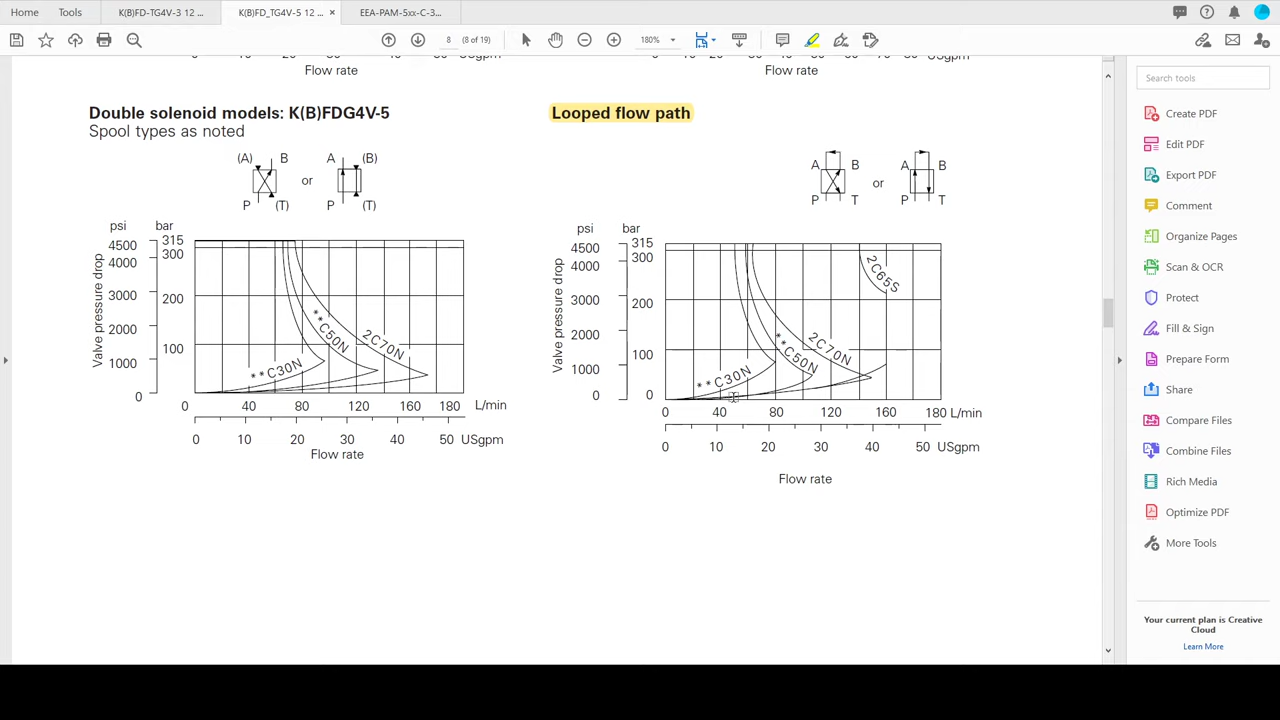 Home
Tools
K(B)FD-TG4V-3 12 ...
K(B)FD_TG4V-5 12 ... ×
EEA-PAM-5xx-C-3...
8 (8 of 19)
180%
Flow rate
USgpm
Flow rate
USgpm
Double solenoid models: K(B)FDG4V-5
Spool types as noted
(A) B
A (B)
or
P (T)
P (T)
psi bar
4500 315
4000 300
3000 200
2000
1000 100
0
Valve pressure drop
**C30N
**C50N
2C70N
0 40 80 120 160 180 L/min
0 10 20 30 40 50 USgpm
Flow rate
Looped flow path
A B
A B
or
P T
P T
psi bar
4500 315
4000 300
3000 200
2000
1000 100
0 0
Valve pressure drop
**C30N
**C50N
2C70N
2C65S
0 40 80 120 160 180 L/min
0 10 20 30 40 50 USgpm
Flow rate
Search tools
Create PDF
Edit PDF
Export PDF
Comment
Organize Pages
Scan & OCR
Protect
Fill & Sign
Prepare Form
Share
Compare Files
Combine Files
Rich Media
Optimize PDF
More Tools
Your current plan is Creative
Cloud
Learn More